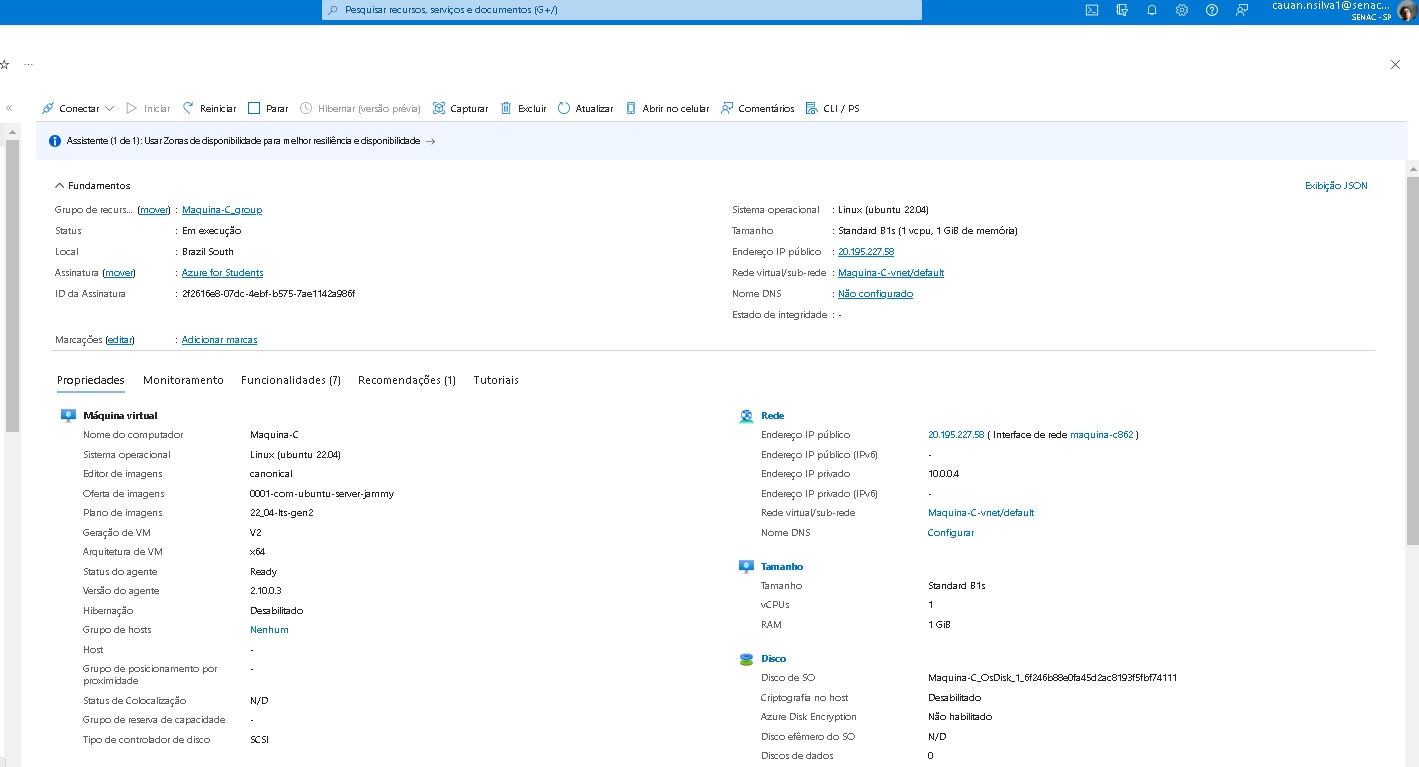 Pesquisar recursos, serviços e documentos (G+/)
cauan.nsilva1@senac...
SENAC - SP
...
«
Conectar Iniciar Reiniciar Parar Hibernar (versão prévia) Capturar Excluir Atualizar Abrir no celular Comentários CLI / PS
Assistente (1 de 1): Usar Zonas de disponibilidade para melhor resiliência e disponibilidade →
Fundamentos
Exibição JSON
Grupo de recurs... (mover) : Maquina-C_group
Status : Em execução
Local : Brazil South
Assinatura (mover) : Azure for Students
ID da Assinatura : 2f2616e8-07dc-4ebf-b575-7ae1142a986f
Sistema operacional : Linux (ubuntu 22.04)
Tamanho : Standard B1s (1 vcpu, 1 GiB de memória)
Endereço IP público : 20.195.227.58
Rede virtual/sub-rede : Maquina-C-vnet/default
Nome DNS : Não configurado
Estado de integridade : -
Marcações (editar) : Adicionar marcas
Propriedades Monitoramento Funcionalidades (7) Recomendações (1) Tutoriais
Máquina virtual
Nome do computador Maquina-C
Sistema operacional Linux (ubuntu 22.04)
Editor de imagens canonical
Oferta de imagens 0001-com-ubuntu-server-jammy
Plano de imagens 22_04-lts-gen2
Geração de VM V2
Arquitetura de VM x64
Status do agente Ready
Versão do agente 2.10.0.3
Hibernação Desabilitado
Grupo de hosts Nenhum
Host -
Grupo de posicionamento por -
proximidade
Status de Colocalização N/D
Grupo de reserva de capacidade -
Tipo de controlador de disco SCSI
Rede
Endereço IP público 20.195.227.58 ( Interface de rede maquina-c862 )
Endereço IP público (IPv6) -
Endereço IP privado 10.0.0.4
Endereço IP privado (IPv6) -
Rede virtual/sub-rede Maquina-C-vnet/default
Nome DNS Configurar
Tamanho
Tamanho Standard B1s
vCPUs 1
RAM 1 GiB
Disco
Disco de SO Maquina-C_OsDisk_1_6f246b88e0fa45d2ac8193f5fbf74111
Criptografia no host Desabilitado
Azure Disk Encryption Não habilitado
Disco efêmero do SO N/D
Discos de dados 0